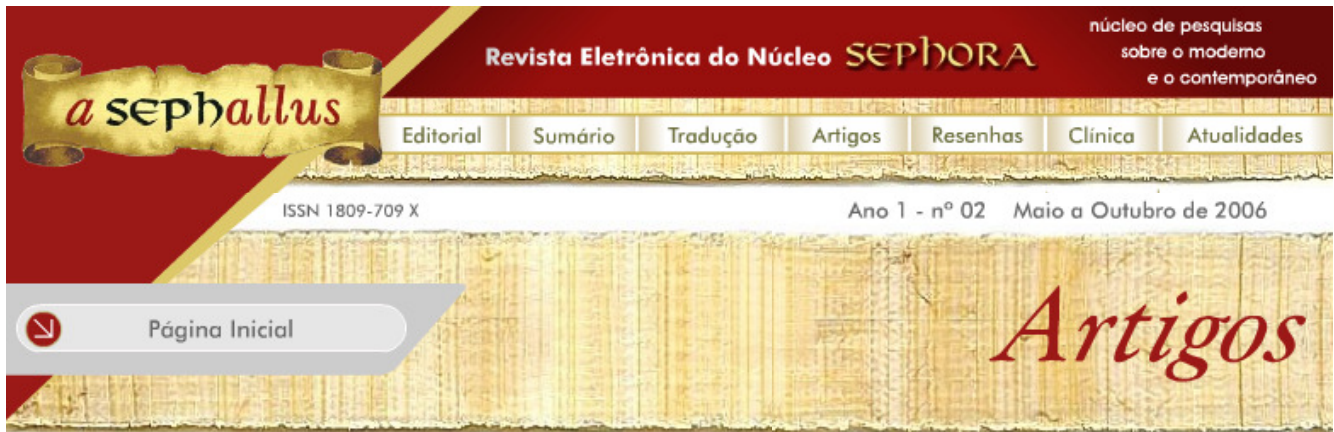 a sephallus
Revista Eletrônica do Núcleo SEPHORA
núcleo de pesquisas
sobre o moderno
e o contemporâneo
Editorial Sumário Tradução Artigos Resenhas Clínica Atualidades
ISSN 1809-709 X Ano 1 - nº 02 Maio a Outubro de 2006
Página Inicial
Artigos